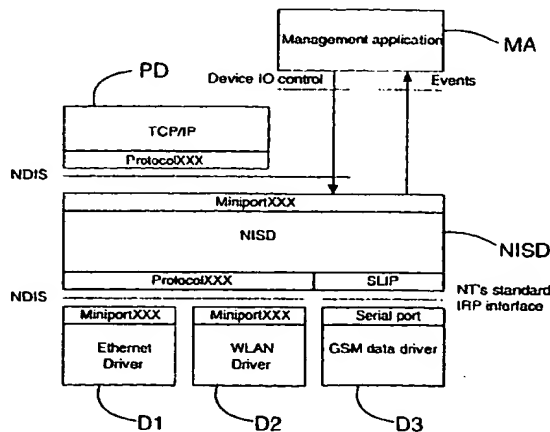 Management application
MA
PD
Device IO control
Events
TCP/IP
ProtocolXXX
NDIS
MiniportXXX
NISD
NISD
ProtocolXXX
SLIP
NDIS
NT's standard
IRP interface
MiniportXXX
MiniportXXX
Serial port
Ethernet
Driver
WLAN
Driver
GSM data driver
D1
D2
D3